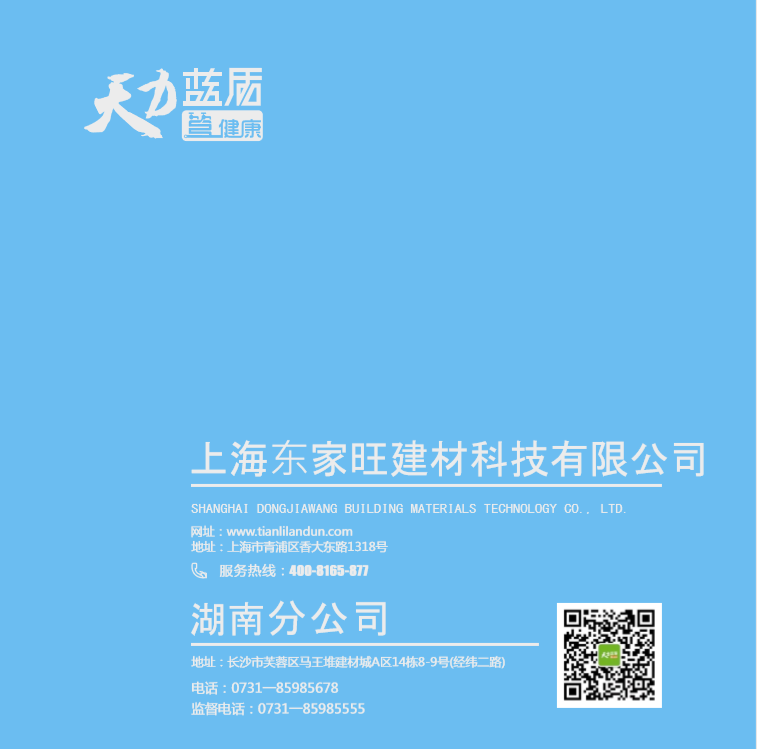 天力 蓝盾
管 健康
上海东家旺建材科技有限公司
SHANGHAI DONGJIAWANG BUILDING MATERIALS TECHNOLOGY CO., LTD.
网址：www.tianlilandun.com
地址：上海市青浦区香大东路1318号
服务热线：400-8165-877
湖南分公司
地址：长沙市芙蓉区马王堆建材城A区14栋8-9号(经纬二路)
电话：0731—85985678
监督电话：0731—85985555